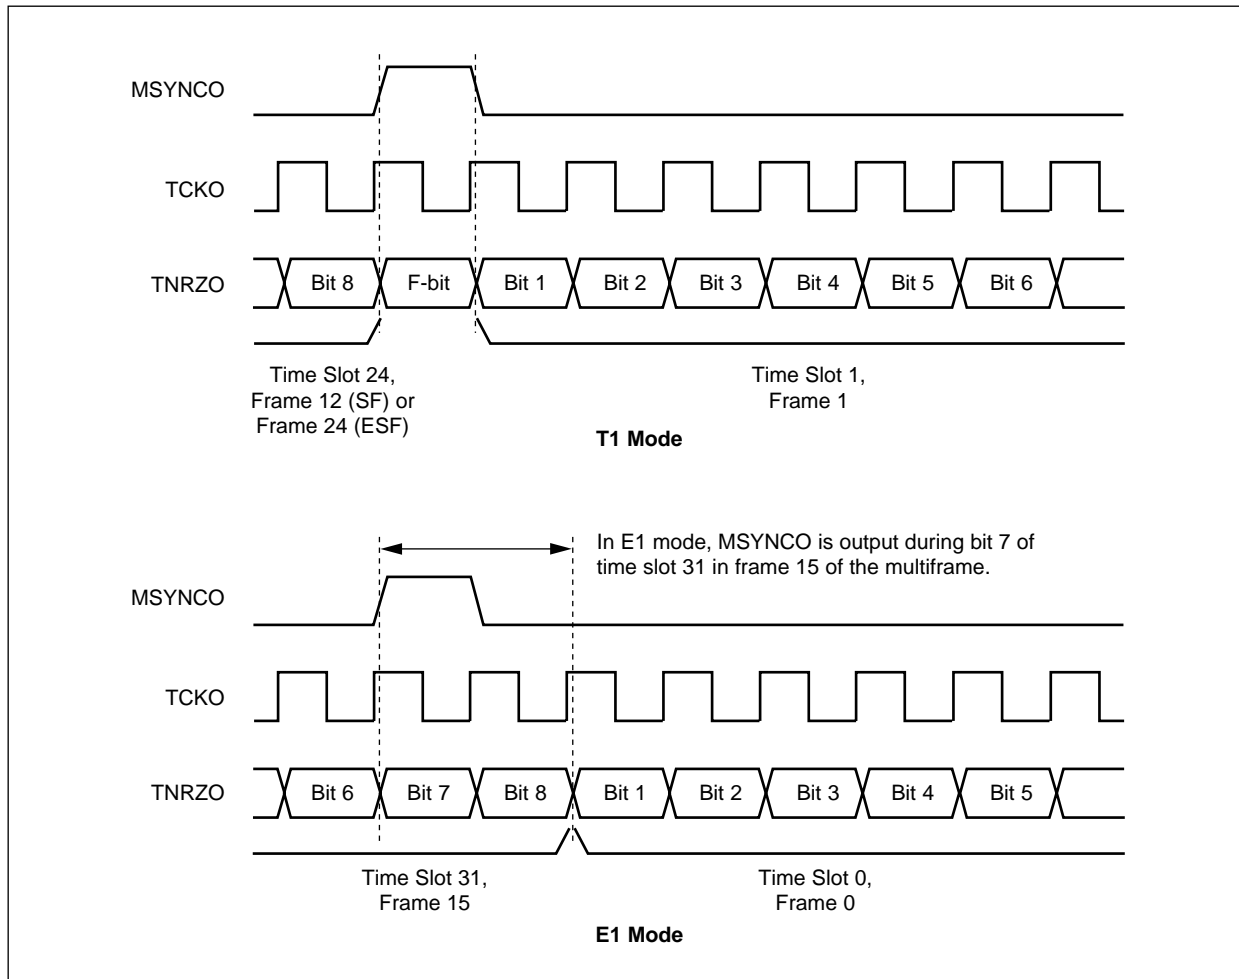 MSYNCO
TCKO
TNRZO
Bit 8
F-bit
Bit 1
Bit 2
Bit 3
Bit 4
Bit 5
Bit 6
Time Slot 24,
Frame 12 (SF) or
Frame 24 (ESF)
Time Slot 1,
Frame 1
T1 Mode
In E1 mode, MSYNCO is output during bit 7 of
time slot 31 in frame 15 of the multiframe.
MSYNCO
TCKO
TNRZO
Bit 6
Bit 7
Bit 8
Bit 1
Bit 2
Bit 3
Bit 4
Bit 5
Time Slot 31,
Frame 15
Time Slot 0,
Frame 0
E1 Mode